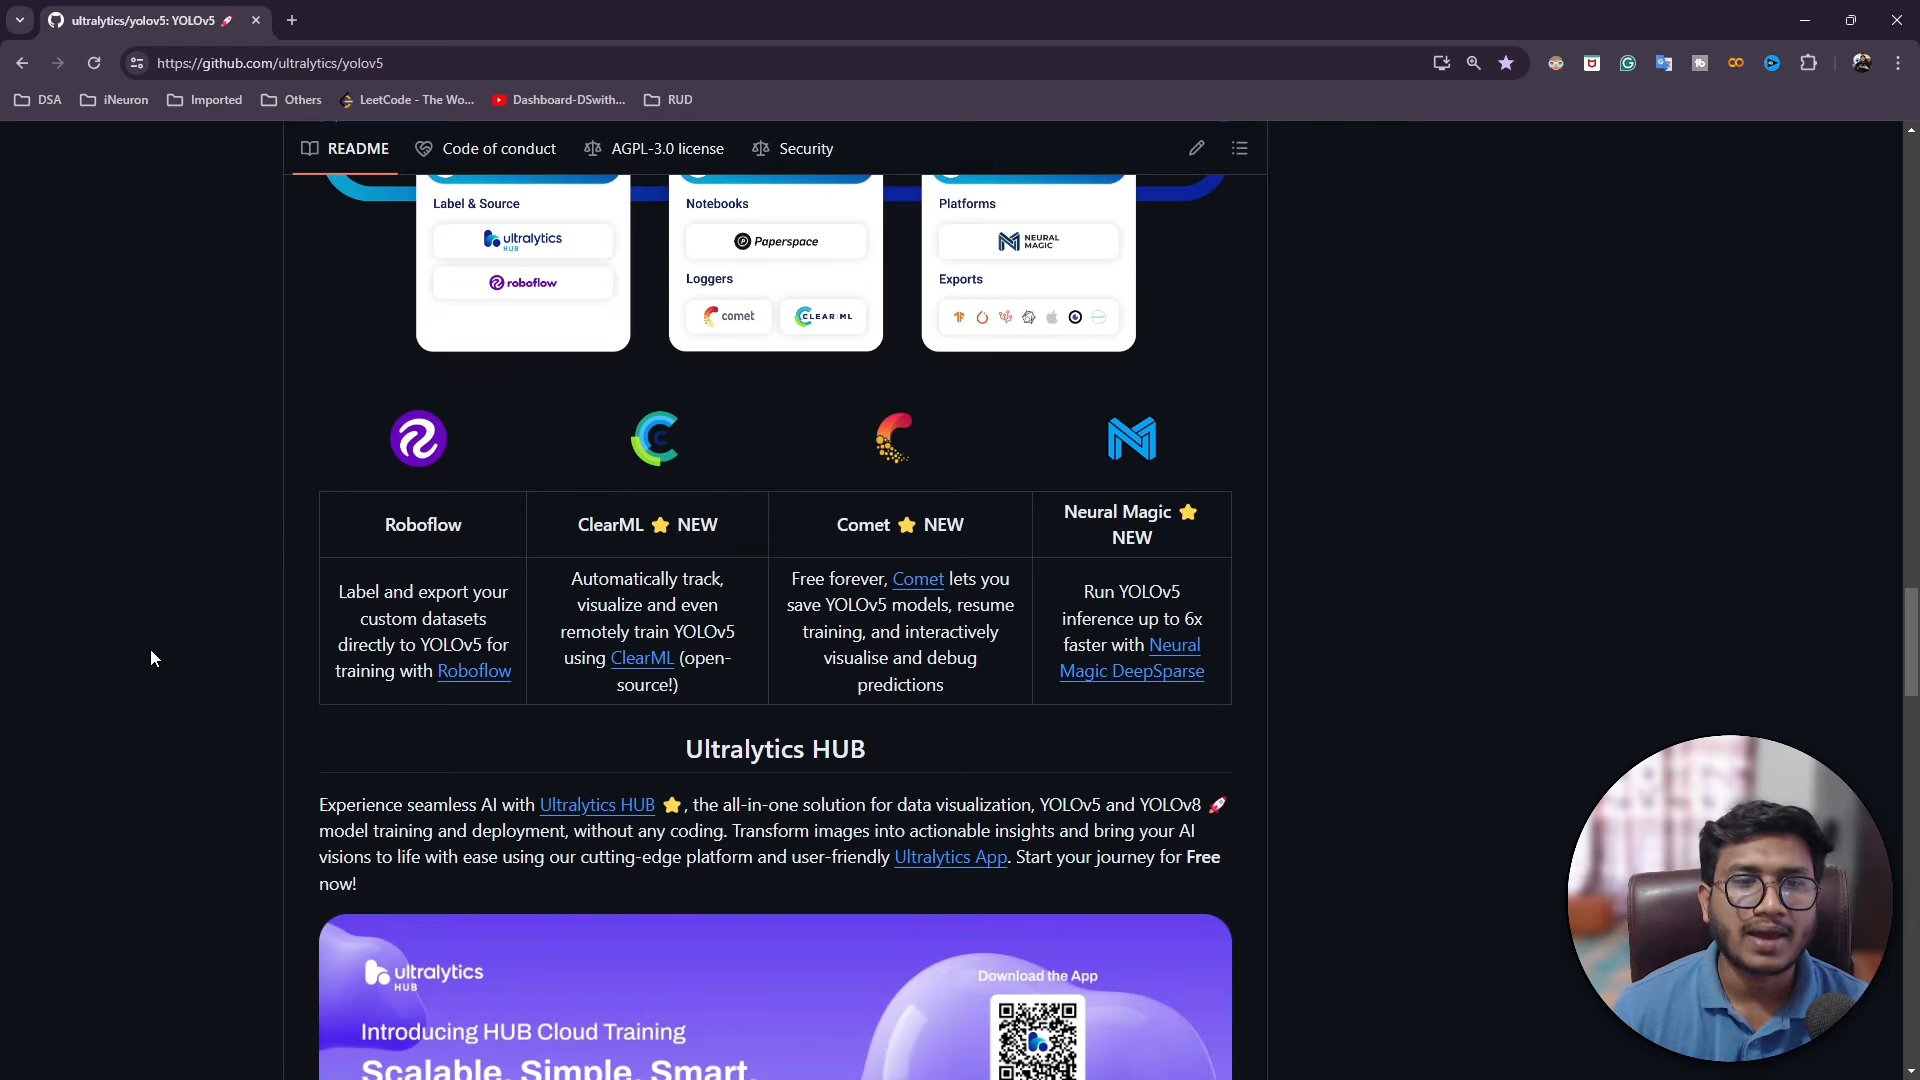 ultralytics/yolov5: YOLOv5 🚀
https://github.com/ultralytics/yolov5
DSA
iNeuron
Imported
Others
LeetCode - The Wo...
Dashboard-DSwith...
RUD
README
Code of conduct
AGPL-3.0 license
Security
Label & Source
Notebooks
Platforms
ultralytics
HUB
Paperspace
NEURAL
MAGIC
roboflow
Loggers
Exports
comet
CLEAR|ML
Roboflow
ClearML ⭐ NEW
Comet ⭐ NEW
Neural Magic ⭐
NEW
Label and export your
custom datasets
directly to YOLOv5 for
training with Roboflow
Automatically track,
visualize and even
remotely train YOLOv5
using ClearML (open-
source!)
Free forever, Comet lets you
save YOLOv5 models, resume
training, and interactively
visualise and debug
predictions
Run YOLOv5
inference up to 6x
faster with Neural
Magic DeepSparse
Ultralytics HUB
Experience seamless AI with Ultralytics HUB ⭐, the all-in-one solution for data visualization, YOLOv5 and YOLOv8 🚀
model training and deployment, without any coding. Transform images into actionable insights and bring your AI
visions to life with ease using our cutting-edge platform and user-friendly Ultralytics App. Start your journey for Free
now!
ultralytics
HUB
Download the App
Introducing HUB Cloud Training
Scalable. Simple. Smart.